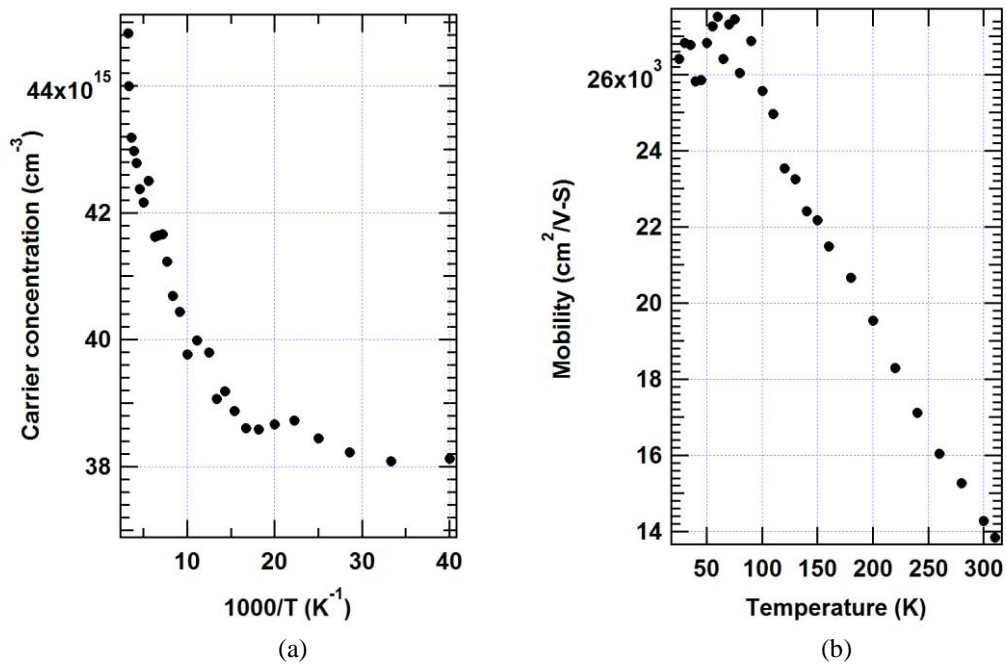 44x10^15
42
40
38
Carrier concentration (cm^-3)
10
20
30
40
1000/T (K^-1)
(a)
26x10^3
24
22
20
18
16
14
Mobility (cm^2/V-S)
50
100
150
200
250
300
Temperature (K)
(b)